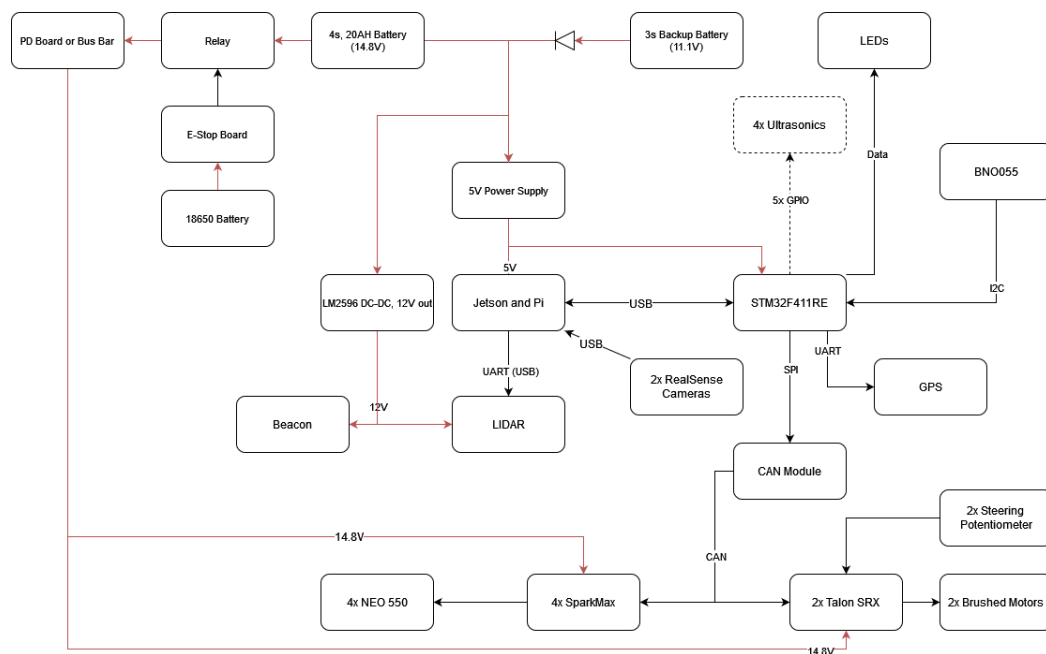 PD Board or Bus Bar
Relay
4s, 20AH Battery
(14.8V)
3s Backup Battery
(11.1V)
LEDs
E-Stop Board
4x Ultrasonics
Data
BNO055
18650 Battery
5V Power Supply
5x GPIO
5V
I2C
LM2596 DC-DC, 12V out
Jetson and Pi
USB
STM32F411RE
USB
UART
UART (USB)
SPI
2x RealSense
Cameras
GPS
12V
Beacon
LIDAR
CAN Module
2x Steering
Potentiometer
14.8V
CAN
4x NEO 550
4x SparkMax
2x Talon SRX
2x Brushed Motors
14.8V